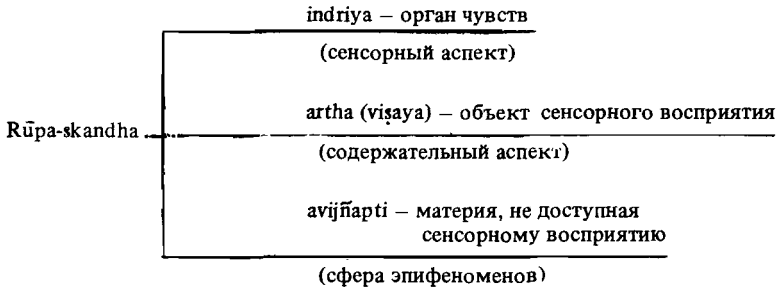 indriya – орган чувств
(сенсорный аспект)
artha (viṣaya) – объект сенсорного восприятия
Rūpa-skandha
(содержательный аспект)
avijñapti – материя, не доступная
сенсорному восприятию
(сфера эпифеноменов)